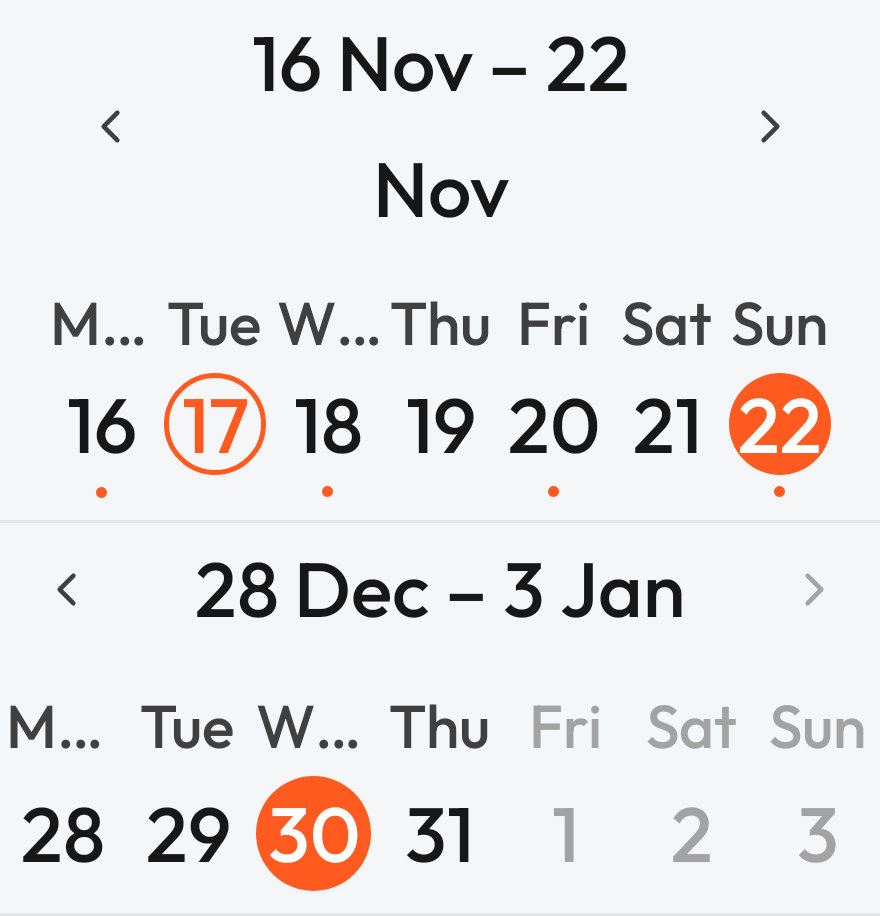 16 Nov – 22
Nov
M... Tue W... Thu Fri Sat Sun
16 17 18 19 20 21 22
28 Dec – 3 Jan
M... Tue W... Thu Fri Sat Sun
28 29 30 31 1 2 3